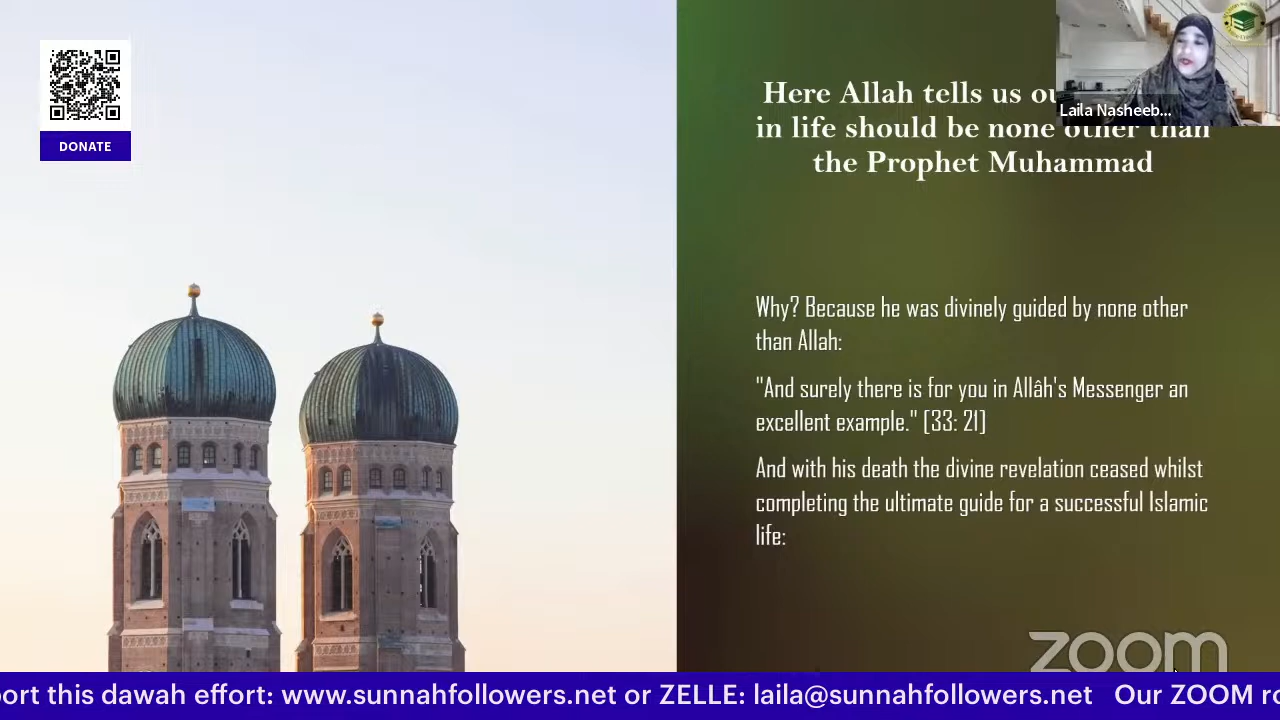 DONATE
Here Allah tells us
in life should be none other than
the Prophet Muhammad
Laila Nasheeb...
Why? Because he was divinely guided by none other
than Allah:
"And surely there is for you in Allâh's Messenger an
excellent example." [33: 21]
And with his death the divine revelation ceased whilst
completing the ultimate guide for a successful Islamic
life:
zoom
ort this dawah effort: www.sunnahfollowers.net or ZELLE: laila@sunnahfollowers.net Our ZOOM ro